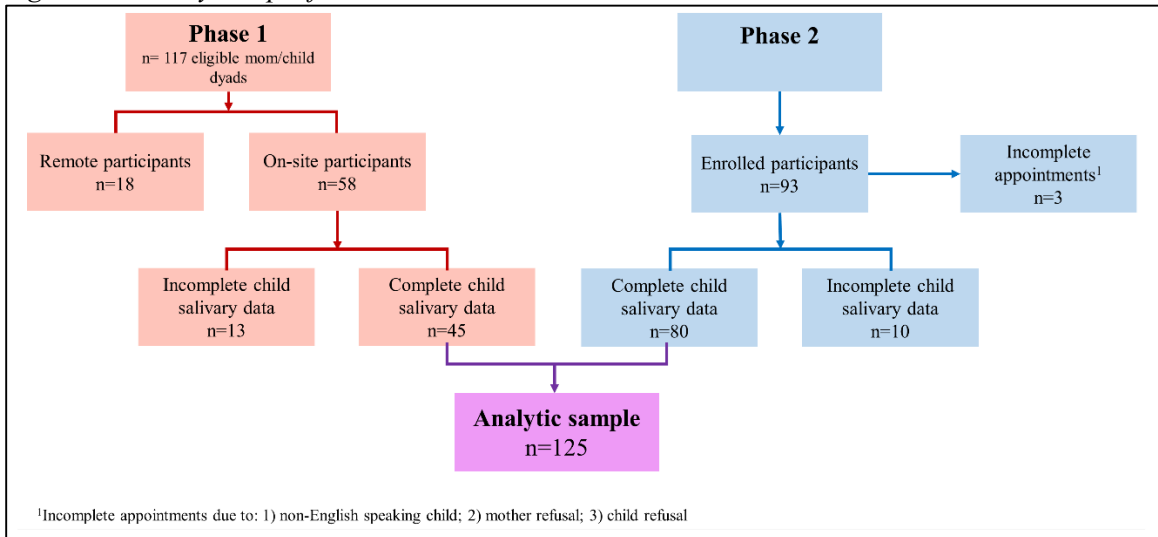 Phase 1
n= 117 eligible mom/child
dyads
Phase 2
Remote participants
n=18
On-site participants
n=58
Enrolled participants
n=93
Incomplete
appointments¹
n=3
Incomplete child
salivary data
n=13
Complete child
salivary data
n=45
Complete child
salivary data
n=80
Incomplete child
salivary data
n=10
Analytic sample
n=125
¹Incomplete appointments due to: 1) non-English speaking child; 2) mother refusal; 3) child refusal